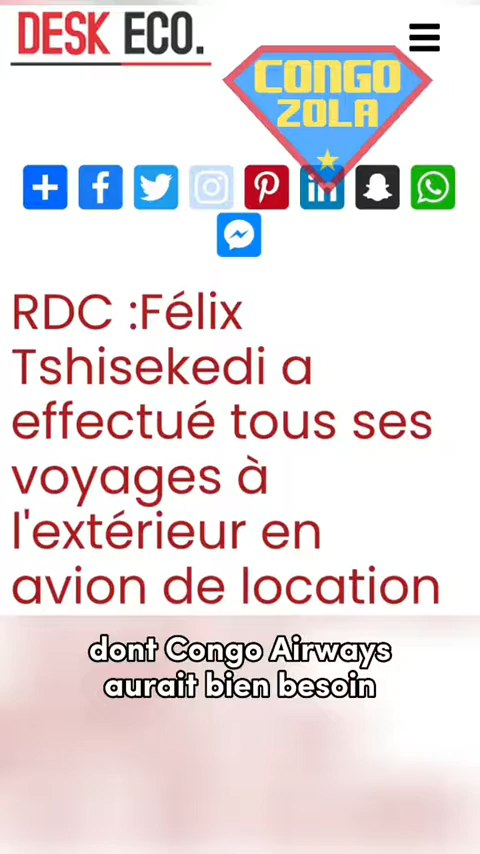 DESK ECO.
CONGO
ZOLA
RDC :Félix
Tshisekedi a
effectué tous ses
voyages à
l'extérieur en
avion de location
dont Congo Airways
aurait bien besoin